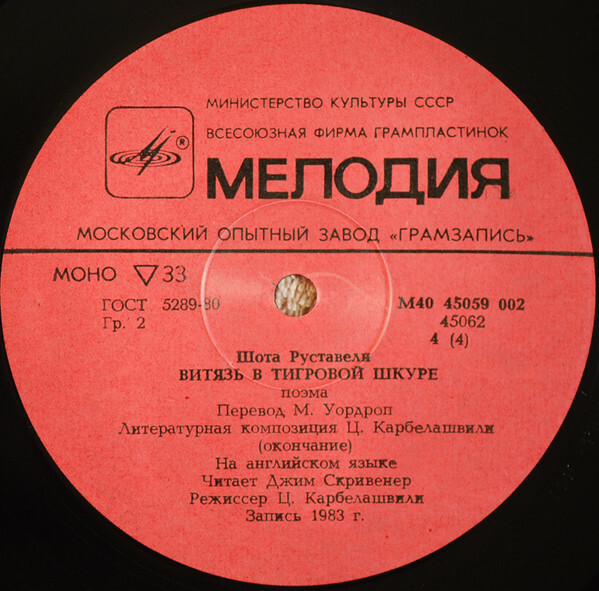 МИНИСТЕРСТВО КУЛЬТУРЫ СССР
ВСЕСОЮЗНАЯ ФИРМА ГРАМПЛАСТИНОК
®
МЕЛОДИЯ
МОСКОВСКИЙ ОПЫТНЫЙ ЗАВОД «ГРАМЗАПИСЬ»
МОНО ▽ 33
ГОСТ 5289-80
Гр. 2
М40 45059 002
45062
4 (4)
Шота Руставели
ВИТЯЗЬ В ТИГРОВОЙ ШКУРЕ
поэма
Перевод М. Уордроп
Литературная композиция Ц. Карбелашвили
(окончание)
На английском языке
Читает Джим Скривенер
Режиссер Ц. Карбелашвили
Запись 1983 г.